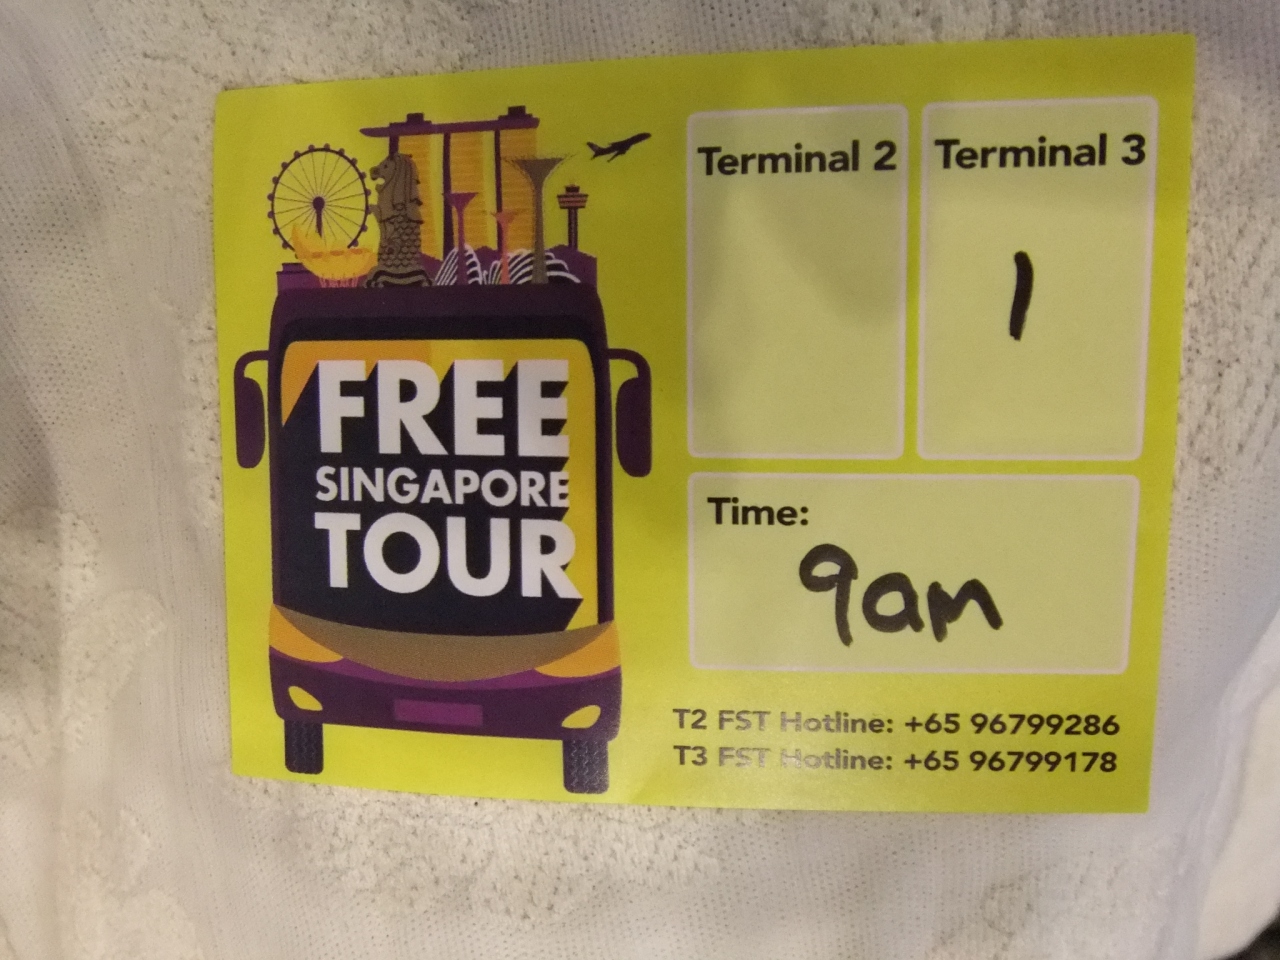 FREE
SINGAPORE
TOUR
Terminal 2
Terminal 3
1
Time:
9am
T2 FST Hotline: +65 96799286
T3 FST Hotline: +65 96799178